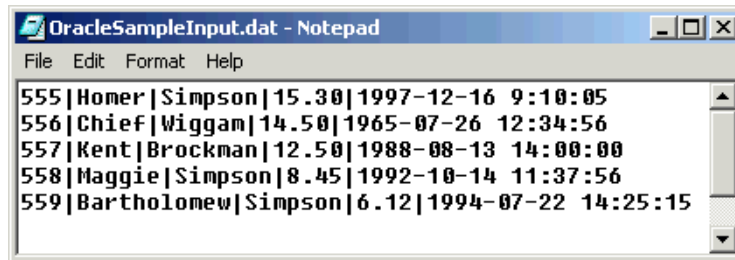 OracleSampleInput.dat - Notepad
File Edit Format Help
555|Homer|Simpson|15.30|1997-12-16 9:10:05
556|Chief|Wiggam|14.50|1965-07-26 12:34:56
557|Kent|Brockman|12.50|1988-08-13 14:00:00
558|Maggie|Simpson|8.45|1992-10-14 11:37:56
559|Bartholomew|Simpson|6.12|1994-07-22 14:25:15